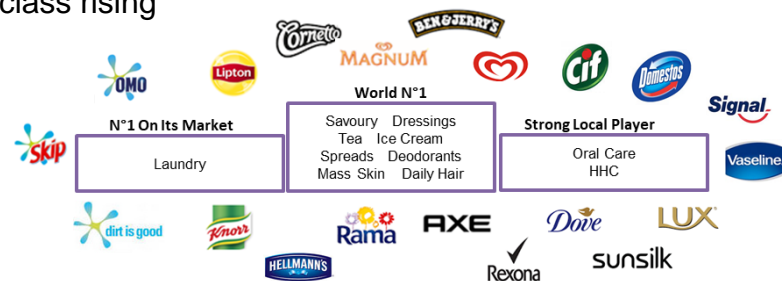 class rising
Cornetto
BEN & JERRY'S
MAGNUM
OMO
Lipton
Cif
Domestos
Signal
World N°1
N°1 On Its Market
Strong Local Player
Skip
Laundry
Savoury Dressings
Tea Ice Cream
Spreads Deodorants
Mass Skin Daily Hair
Oral Care
HHC
Vaseline
dirt is good
Knorr
Rama
AXE
Dove
LUX
HELLMANN'S
Rexona
sunsilk